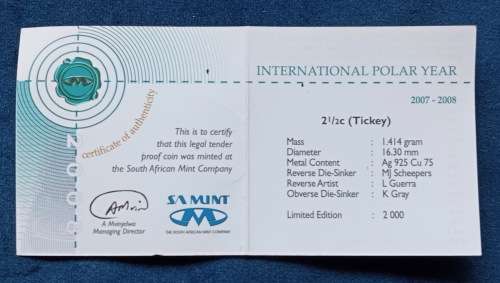 certificate of authenticity
This is to certify
that this legal tender
proof coin was minted at
the South African Mint Company
A Mvinjelwa
Managing Director
SA MINT
THE SOUTH AFRICAN MINT COMPANY
INTERNATIONAL POLAR YEAR
2007 - 2008
2½c (Tickey)
Mass : 1.414 gram
Diameter : 16.30 mm
Metal Content : Ag 925 Cu 75
Reverse Die-Sinker : MJ Scheepers
Reverse Artist : L Guerra
Obverse Die-Sinker : K Gray
Limited Edition : 2 000